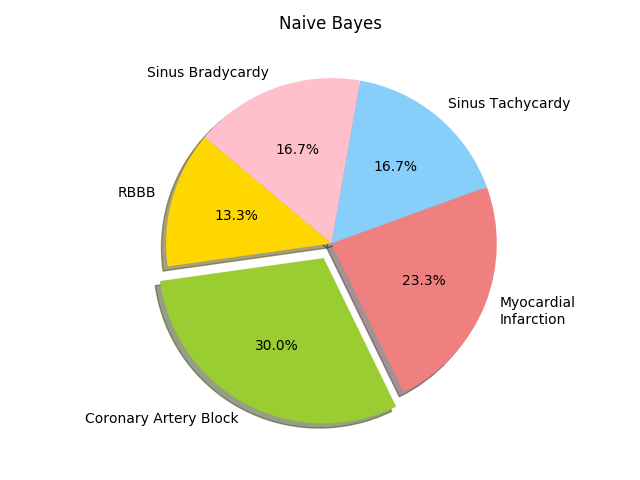 Naive Bayes
Sinus Bradycardy
Sinus Tachycardy
16.7%
16.7%
RBBB
13.3%
23.3%
Myocardial
Infarction
30.0%
Coronary Artery Block